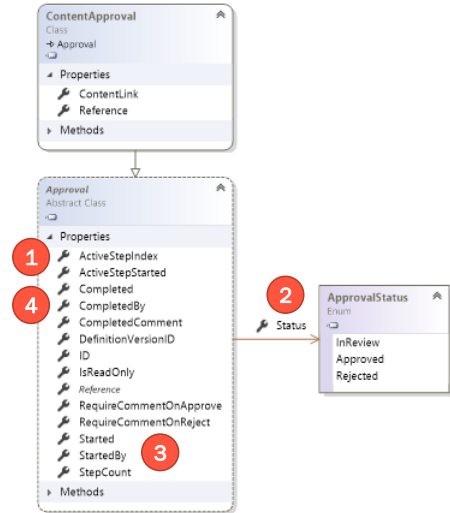 ContentApproval
Class
Approval
Properties
ContentLink
Reference
Methods
Approval
Abstract Class
Properties
1
ActiveStepIndex
ActiveStepStarted
Completed
4
CompletedBy
CompletedComment
DefinitionVersionID
ID
IsReadOnly
Reference
RequireCommentOnApprove
RequireCommentOnReject
Started
StartedBy
3
StepCount
Methods
2
Status
ApprovalStatus
Enum
InReview
Approved
Rejected